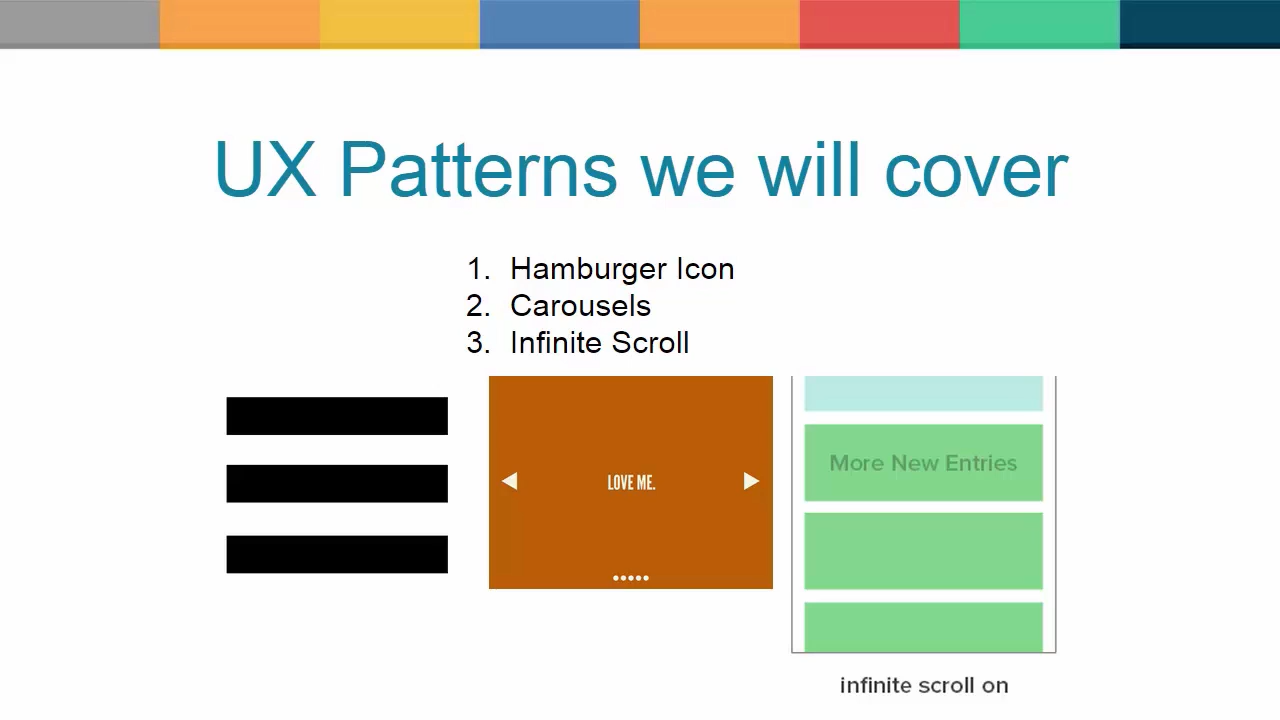 UX Patterns we will cover
1. Hamburger Icon
2. Carousels
3. Infinite Scroll
LOVE ME.
More New Entries
infinite scroll on